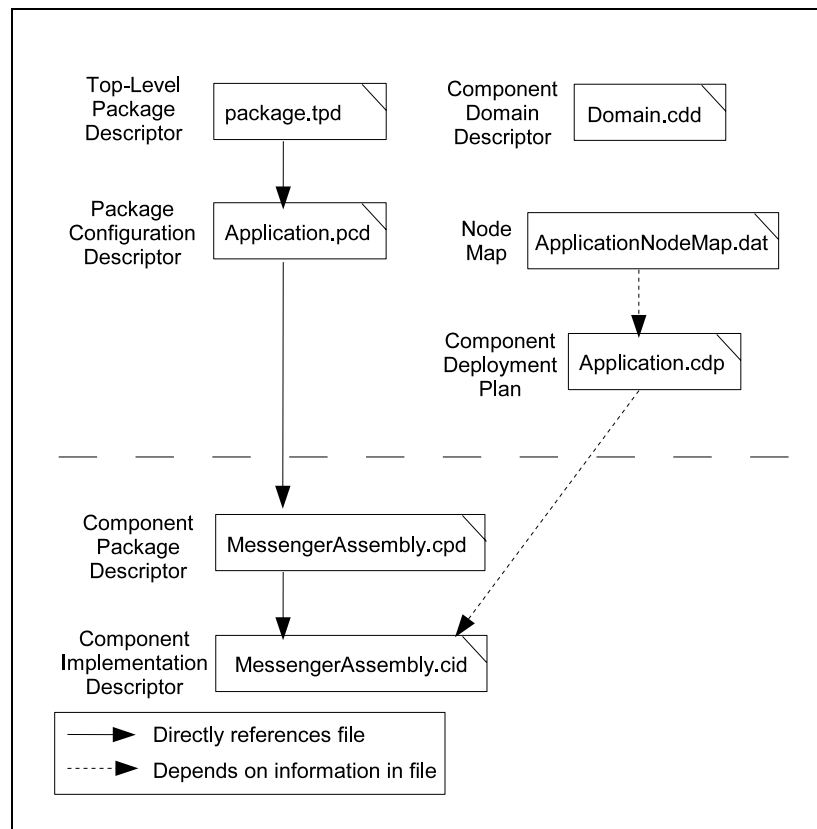 Top-Level
Package
Descriptor
package.tpd
Component
Domain
Descriptor
Domain.cdd
Package
Configuration
Descriptor
Application.pcd
Node
Map
ApplicationNodeMap.dat
Component
Deployment
Plan
Application.cdp
Component
Package
Descriptor
MessengerAssembly.cpd
Component
Implementation
Descriptor
MessengerAssembly.cid
Directly references file
Depends on information in file